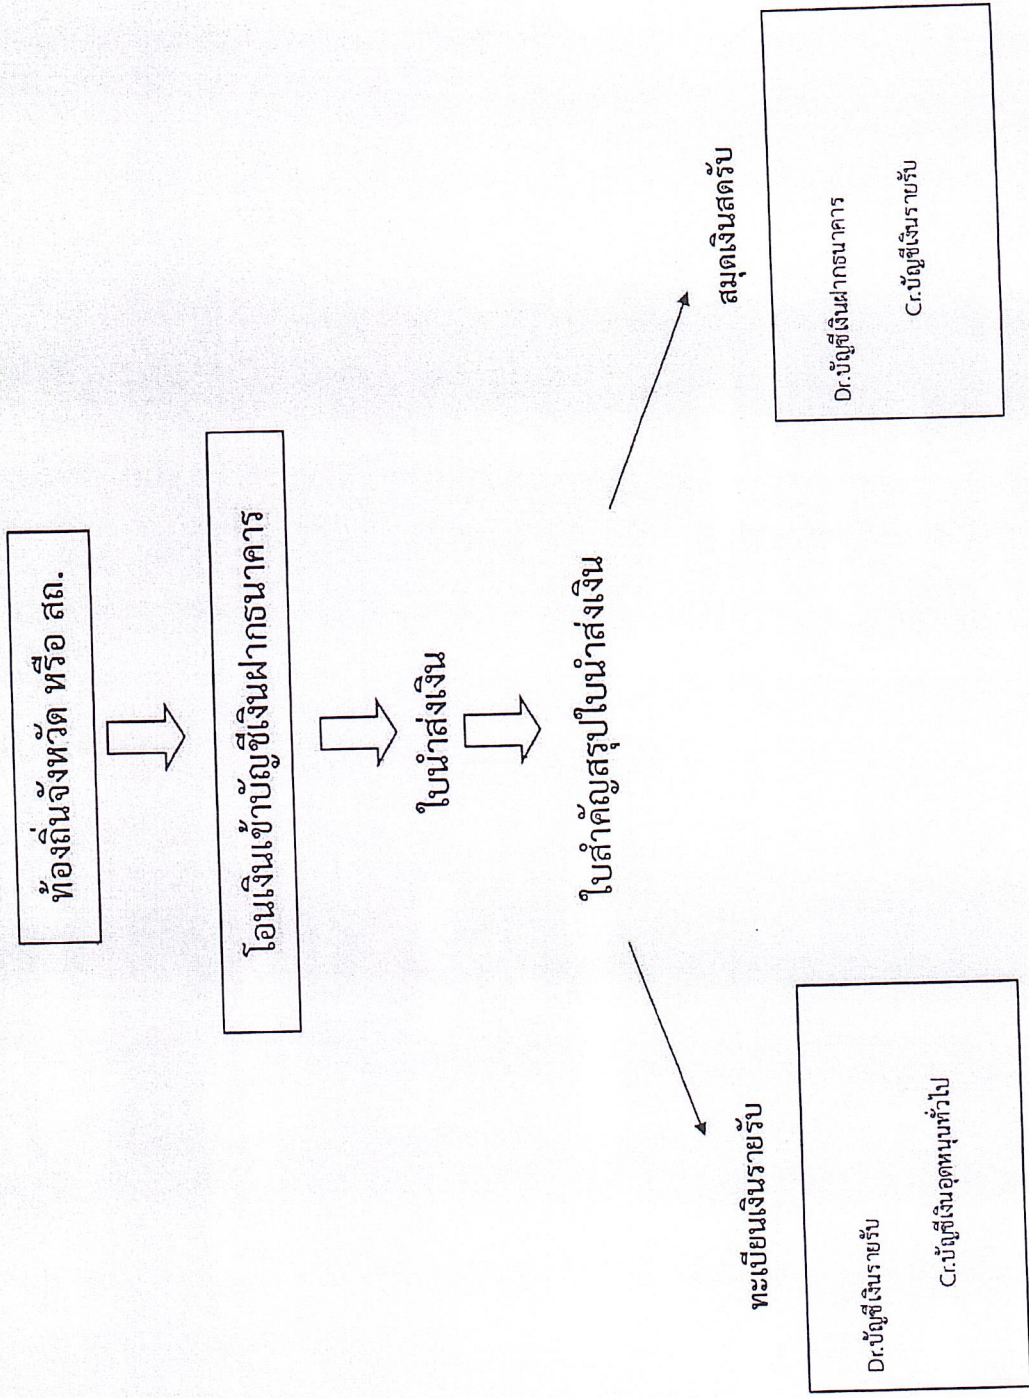 ท้องถิ่นจังหวัด หรือ สถ.
โอนเงินเข้าบัญชีเงินฝากธนาคาร
ใบนำส่งเงิน
ใบสำคัญสรุปใบนำส่งเงิน
ทะเบียนเงินรายรับ
Dr.บัญชีเงินรายรับ
Cr.บัญชีเงินอุดหนุนทั่วไป
สมุดเงินสดรับ
Dr.บัญชีเงินฝากธนาคาร
Cr.บัญชีเงินรายรับ